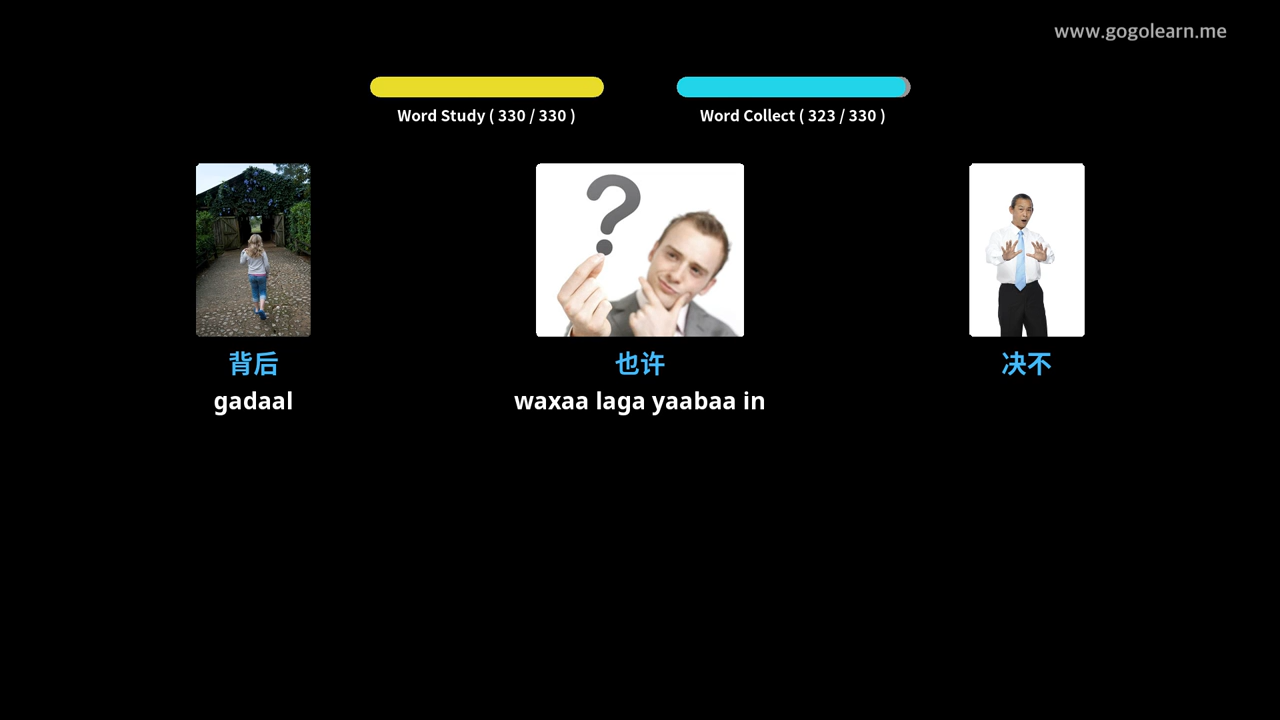 www.gogolearn.me
Word Study ( 330 / 330 )
Word Collect ( 323 / 330 )
背后
gadaal
也许
waxaa laga yaabaa in
决不